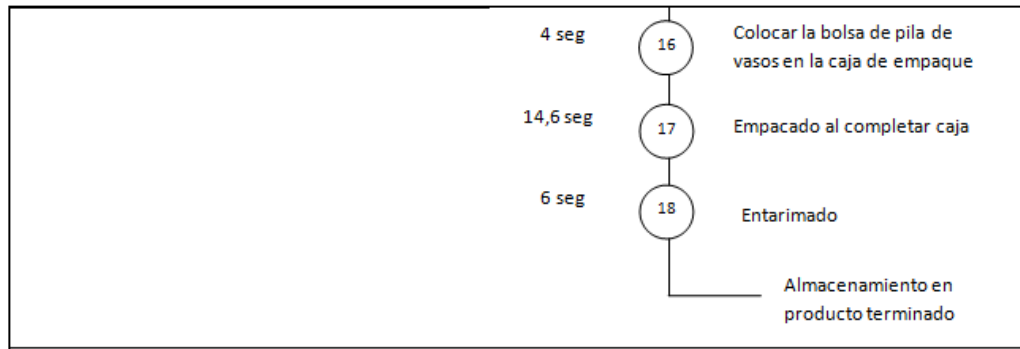 4 seg
16
Colocar la bolsa de pila de
vasos en la caja de empaque
14,6 seg
17
Empacado al completar caja
6 seg
18
Entarimado
Almacenamiento en
producto terminado